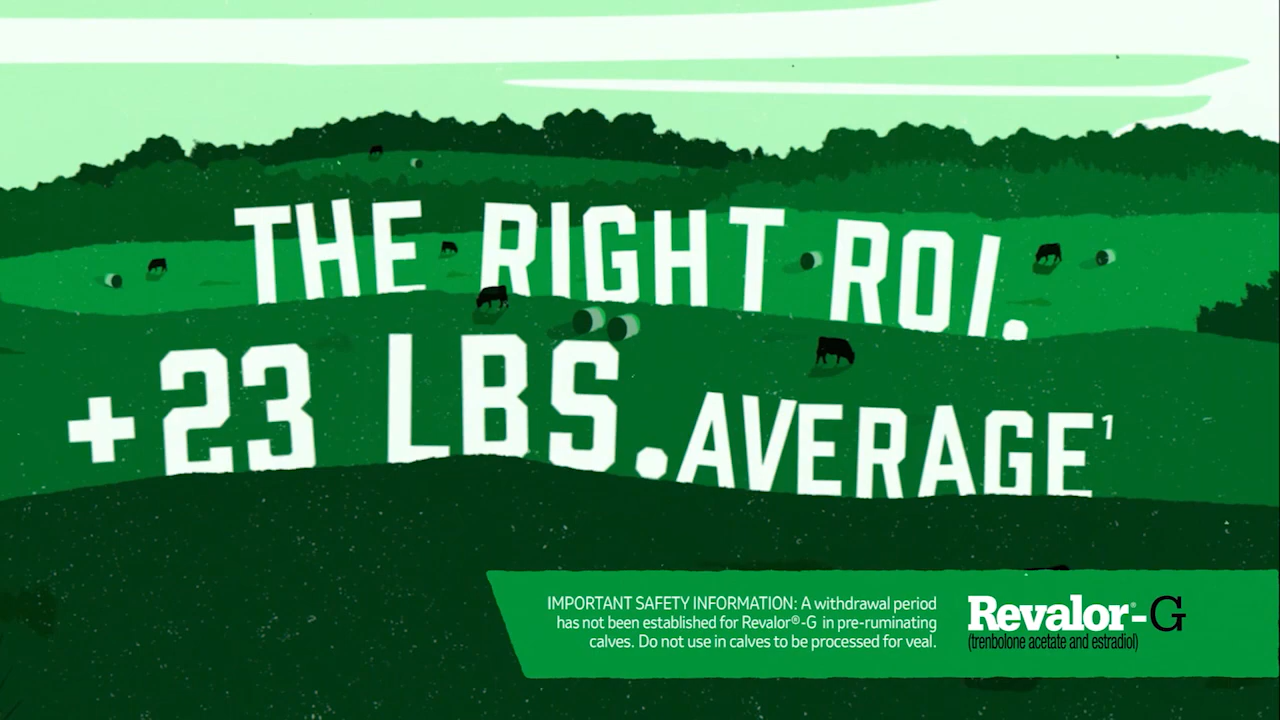 THE RIGHT ROI.
+23 LBS. AVERAGE¹
IMPORTANT SAFETY INFORMATION: A withdrawal period
has not been established for Revalor®-G in pre-ruminating
calves. Do not use in calves to be processed for veal.
Revalor®-G
(trenbolone acetate and estradiol)